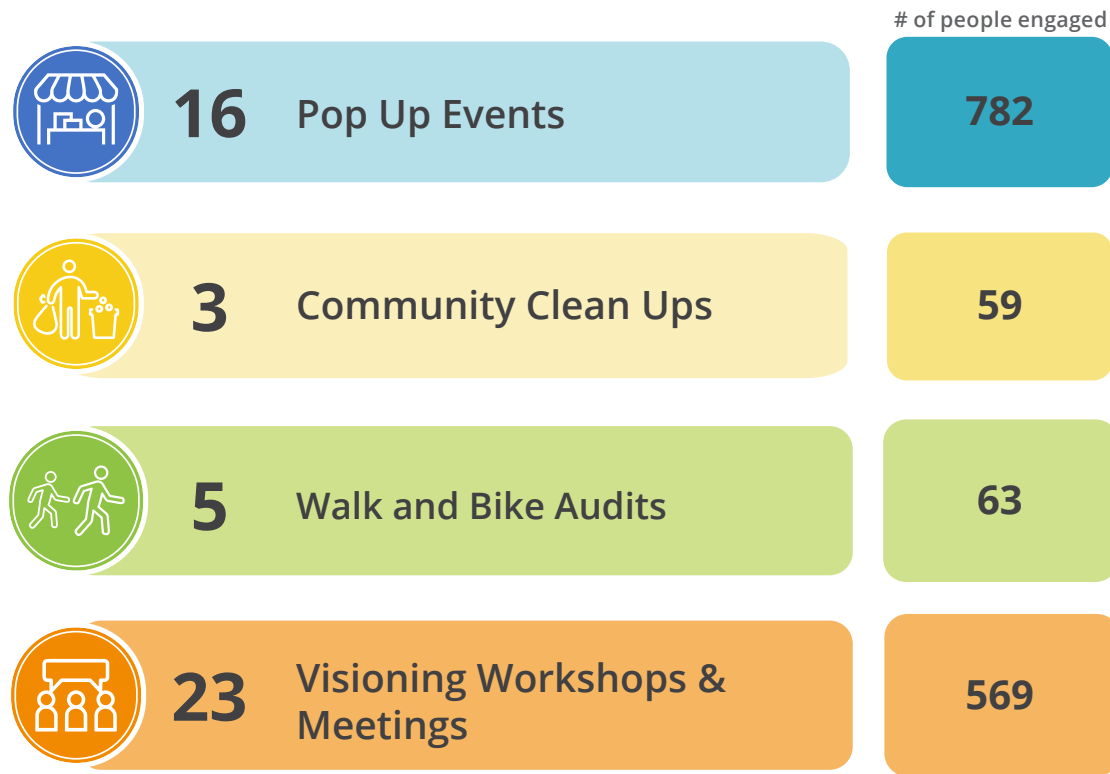 # of people engaged
16 Pop Up Events 782
3 Community Clean Ups 59
5 Walk and Bike Audits 63
23 Visioning Workshops &
Meetings 569